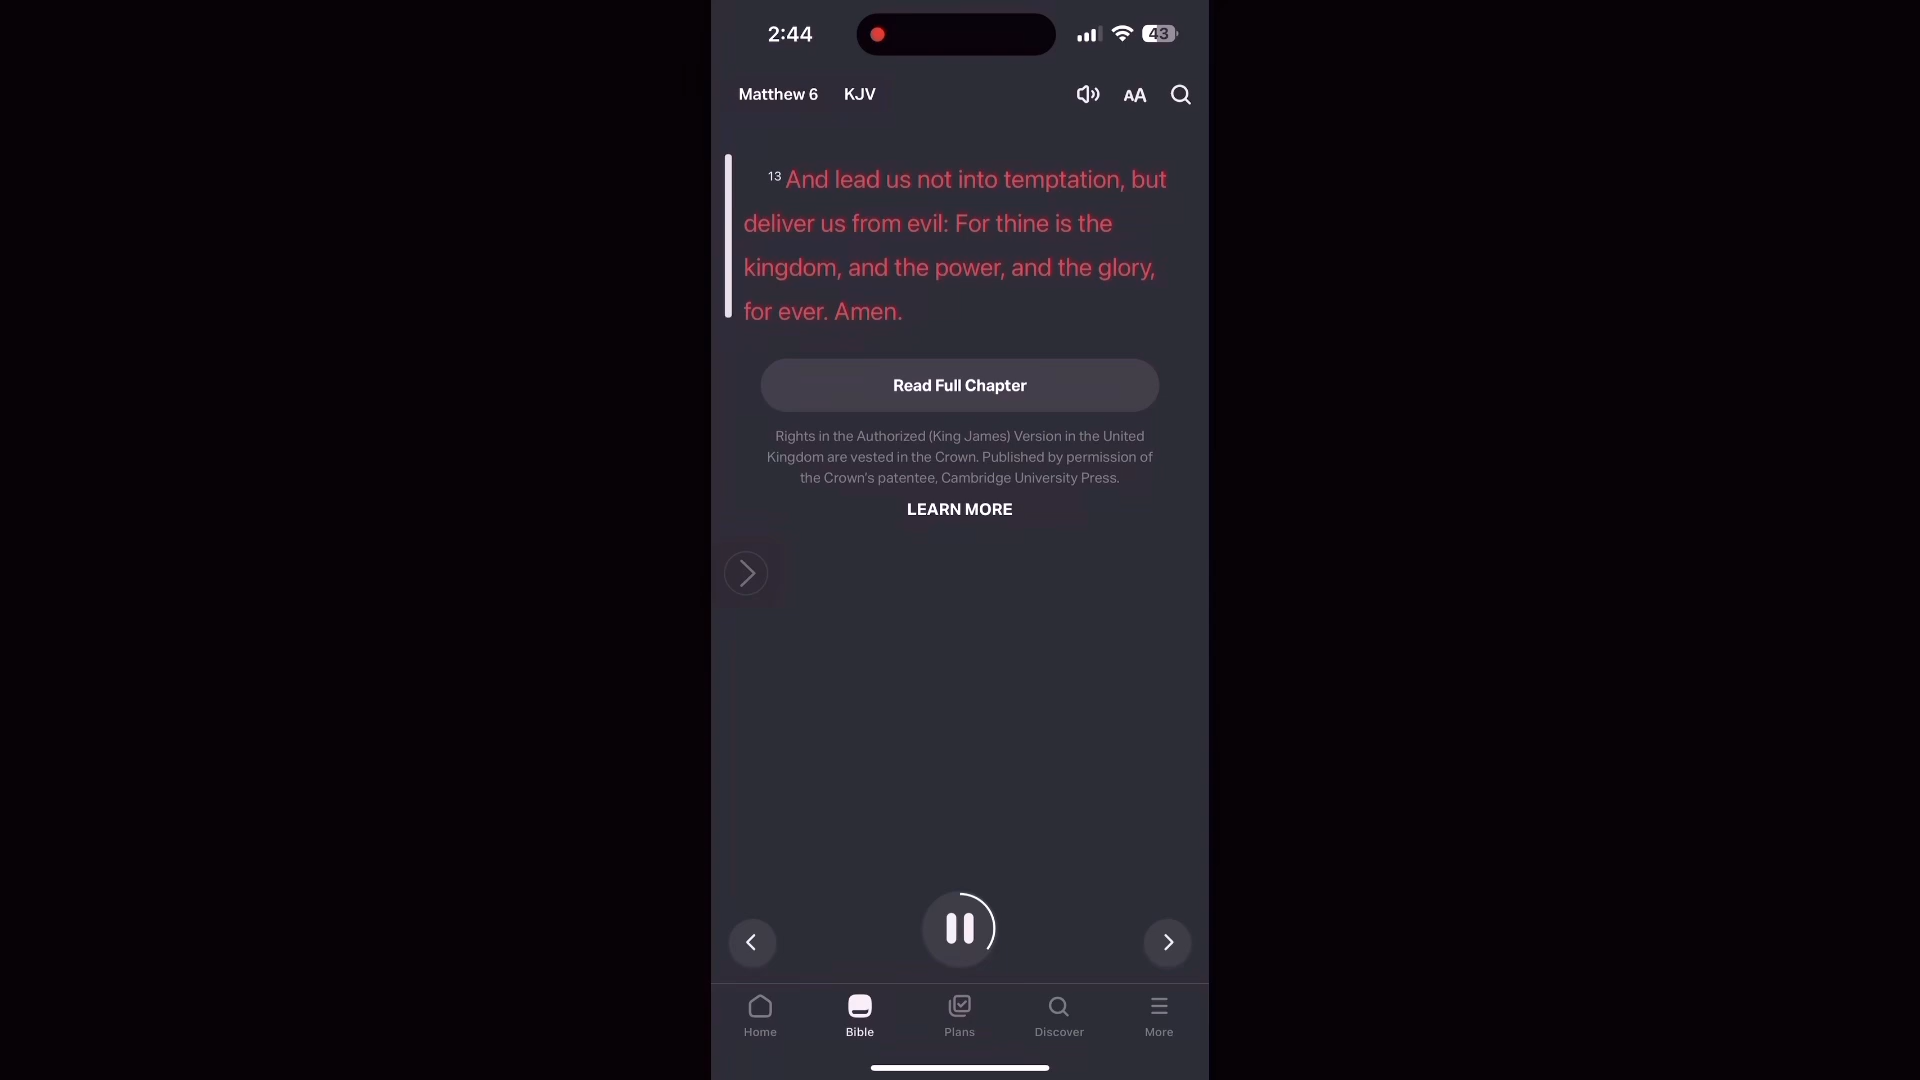 2:44
43
Matthew 6 KJV
AA
13 And lead us not into temptation, but
deliver us from evil: For thine is the
kingdom, and the power, and the glory,
for ever. Amen.
Read Full Chapter
Rights in the Authorized (King James) Version in the United
Kingdom are vested in the Crown. Published by permission of
the Crown's patentee, Cambridge University Press.
LEARN MORE
Home Bible Plans Discover More